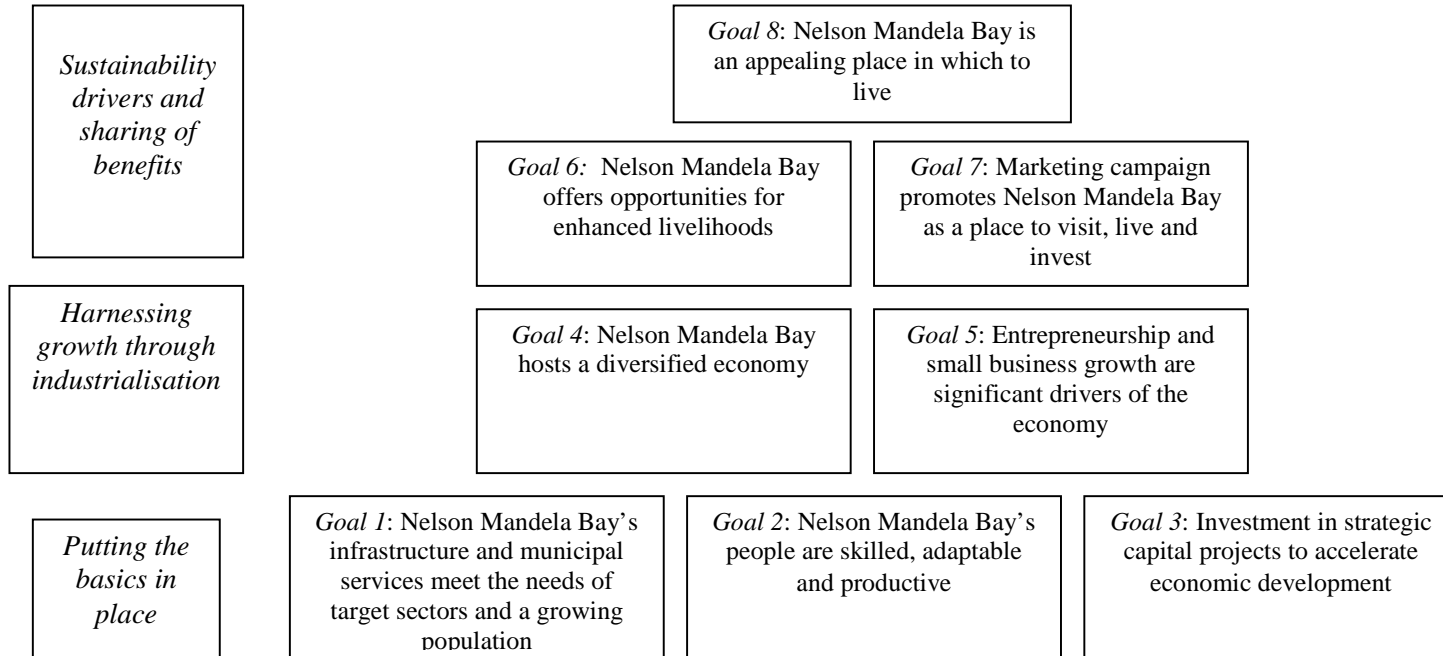 Sustainability
drivers and
sharing of
benefits
Goal 8: Nelson Mandela Bay is
an appealing place in which to
live
Goal 6: Nelson Mandela Bay
offers opportunities for
enhanced livelihoods
Goal 7: Marketing campaign
promotes Nelson Mandela Bay
as a place to visit, live and
invest
Harnessing
growth through
industrialisation
Goal 4: Nelson Mandela Bay
hosts a diversified economy
Goal 5: Entrepreneurship and
small business growth are
significant drivers of the
economy
Putting the
basics in
place
Goal 1: Nelson Mandela Bay’s
infrastructure and municipal
services meet the needs of
target sectors and a growing
population
Goal 2: Nelson Mandela Bay’s
people are skilled, adaptable
and productive
Goal 3: Investment in strategic
capital projects to accelerate
economic development